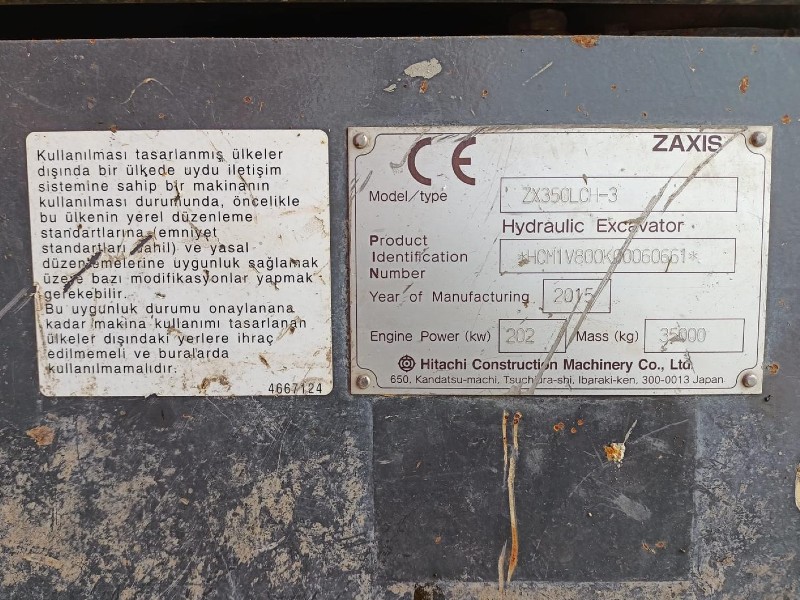 Kullanılması tasarlanmış ülkeler
dışında bir ülkede uydu iletişim
sistemine sahip bir makinanın
kullanılması durumunda, öncelikle
bu ülkenin yerel düzenleme
standartlarına (emniyet
standartları dahil) ve yasal
düzenlemelerine uygunluk sağlamak
üzere bazı modifikasyonlar yapmak
gerekebilir.
Bu uygunluk durumu onaylanana
kadar makina kullanımı tasarlanan
ülkeler dışındaki yerlere ihraç
edilmemeli ve buralarda
kullanılmamalıdır.
4667124
CE ZAXIS
Model/type ZX350LCH-3
Hydraulic Excavator
Product
Identification *HCM1V800K00060661*
Number
Year of Manufacturing 2015
Engine Power (kw) 202 Mass (kg) 35000
Hitachi Construction Machinery Co., Ltd
650, Kandatsu-machi, Tsuchiura-shi, Ibaraki-ken, 300-0013 Japan